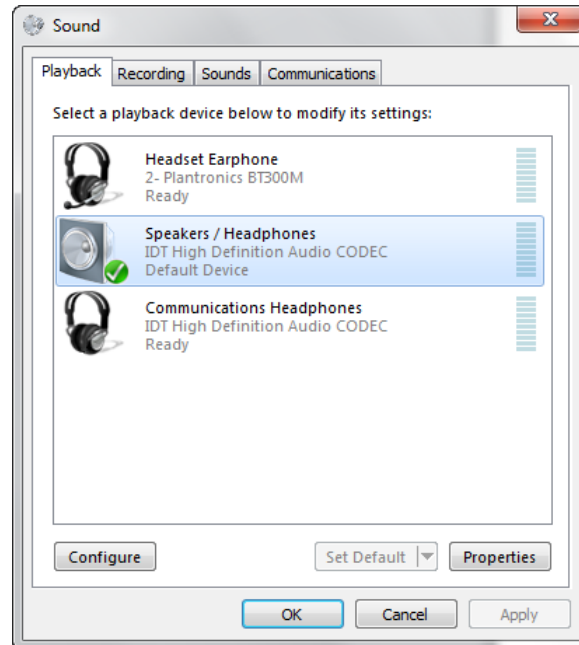 Sound
Playback Recording Sounds Communications
Select a playback device below to modify its settings:
Headset Earphone
2- Plantronics BT300M
Ready
Speakers / Headphones
IDT High Definition Audio CODEC
Default Device
Communications Headphones
IDT High Definition Audio CODEC
Ready
Configure Set Default Properties
OK Cancel Apply